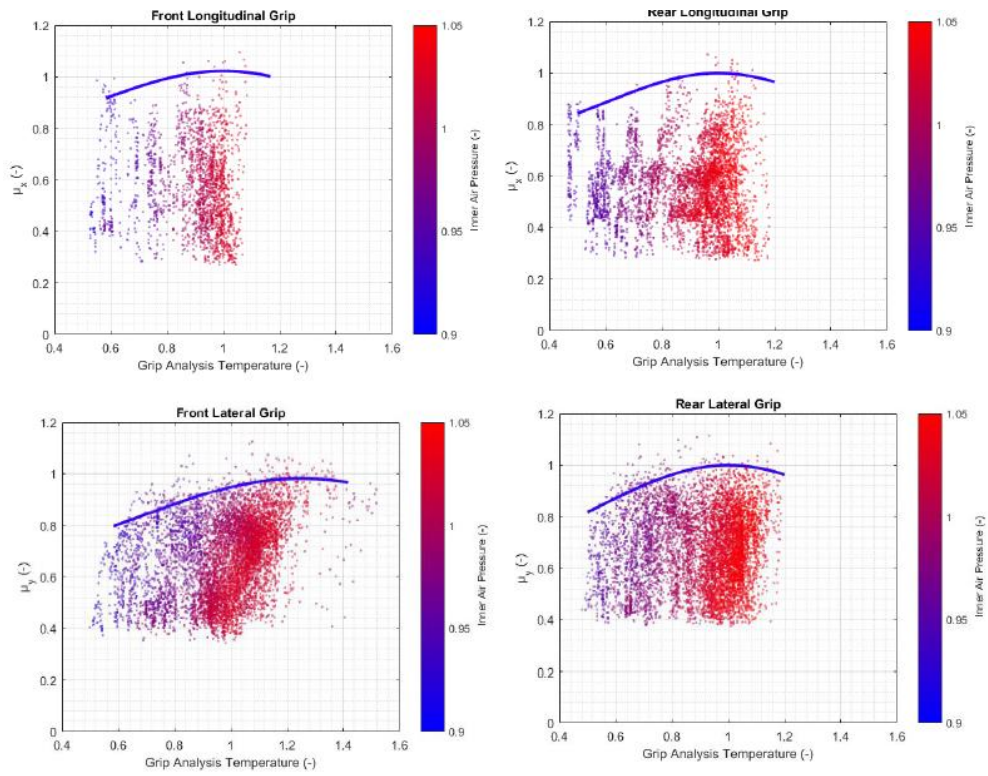 Front Longitudinal Grip
1.2
1
0.8
0.6
0.4
0.2
0
μx (-)
0.4 0.6 0.8 1 1.2 1.4 1.6
Grip Analysis Temperature (-)
1.05
1
0.95
0.9
Inner Air Pressure (-)
Rear Longitudinal Grip
1.2
1
0.8
0.6
0.4
0.2
0
μx (-)
0.4 0.6 0.8 1 1.2 1.4 1.6
Grip Analysis Temperature (-)
1.05
1
0.95
0.9
Inner Air Pressure (-)
Front Lateral Grip
1.2
1
0.8
0.6
0.4
0.2
0
μy (-)
0.4 0.6 0.8 1 1.2 1.4 1.6
Grip Analysis Temperature (-)
1.05
1
0.95
0.9
Inner Air Pressure (-)
Rear Lateral Grip
1.2
1
0.8
0.6
0.4
0.2
0
μy (-)
0.4 0.6 0.8 1 1.2 1.4 1.6
Grip Analysis Temperature (-)
1.05
1
0.95
0.9
Inner Air Pressure (-)